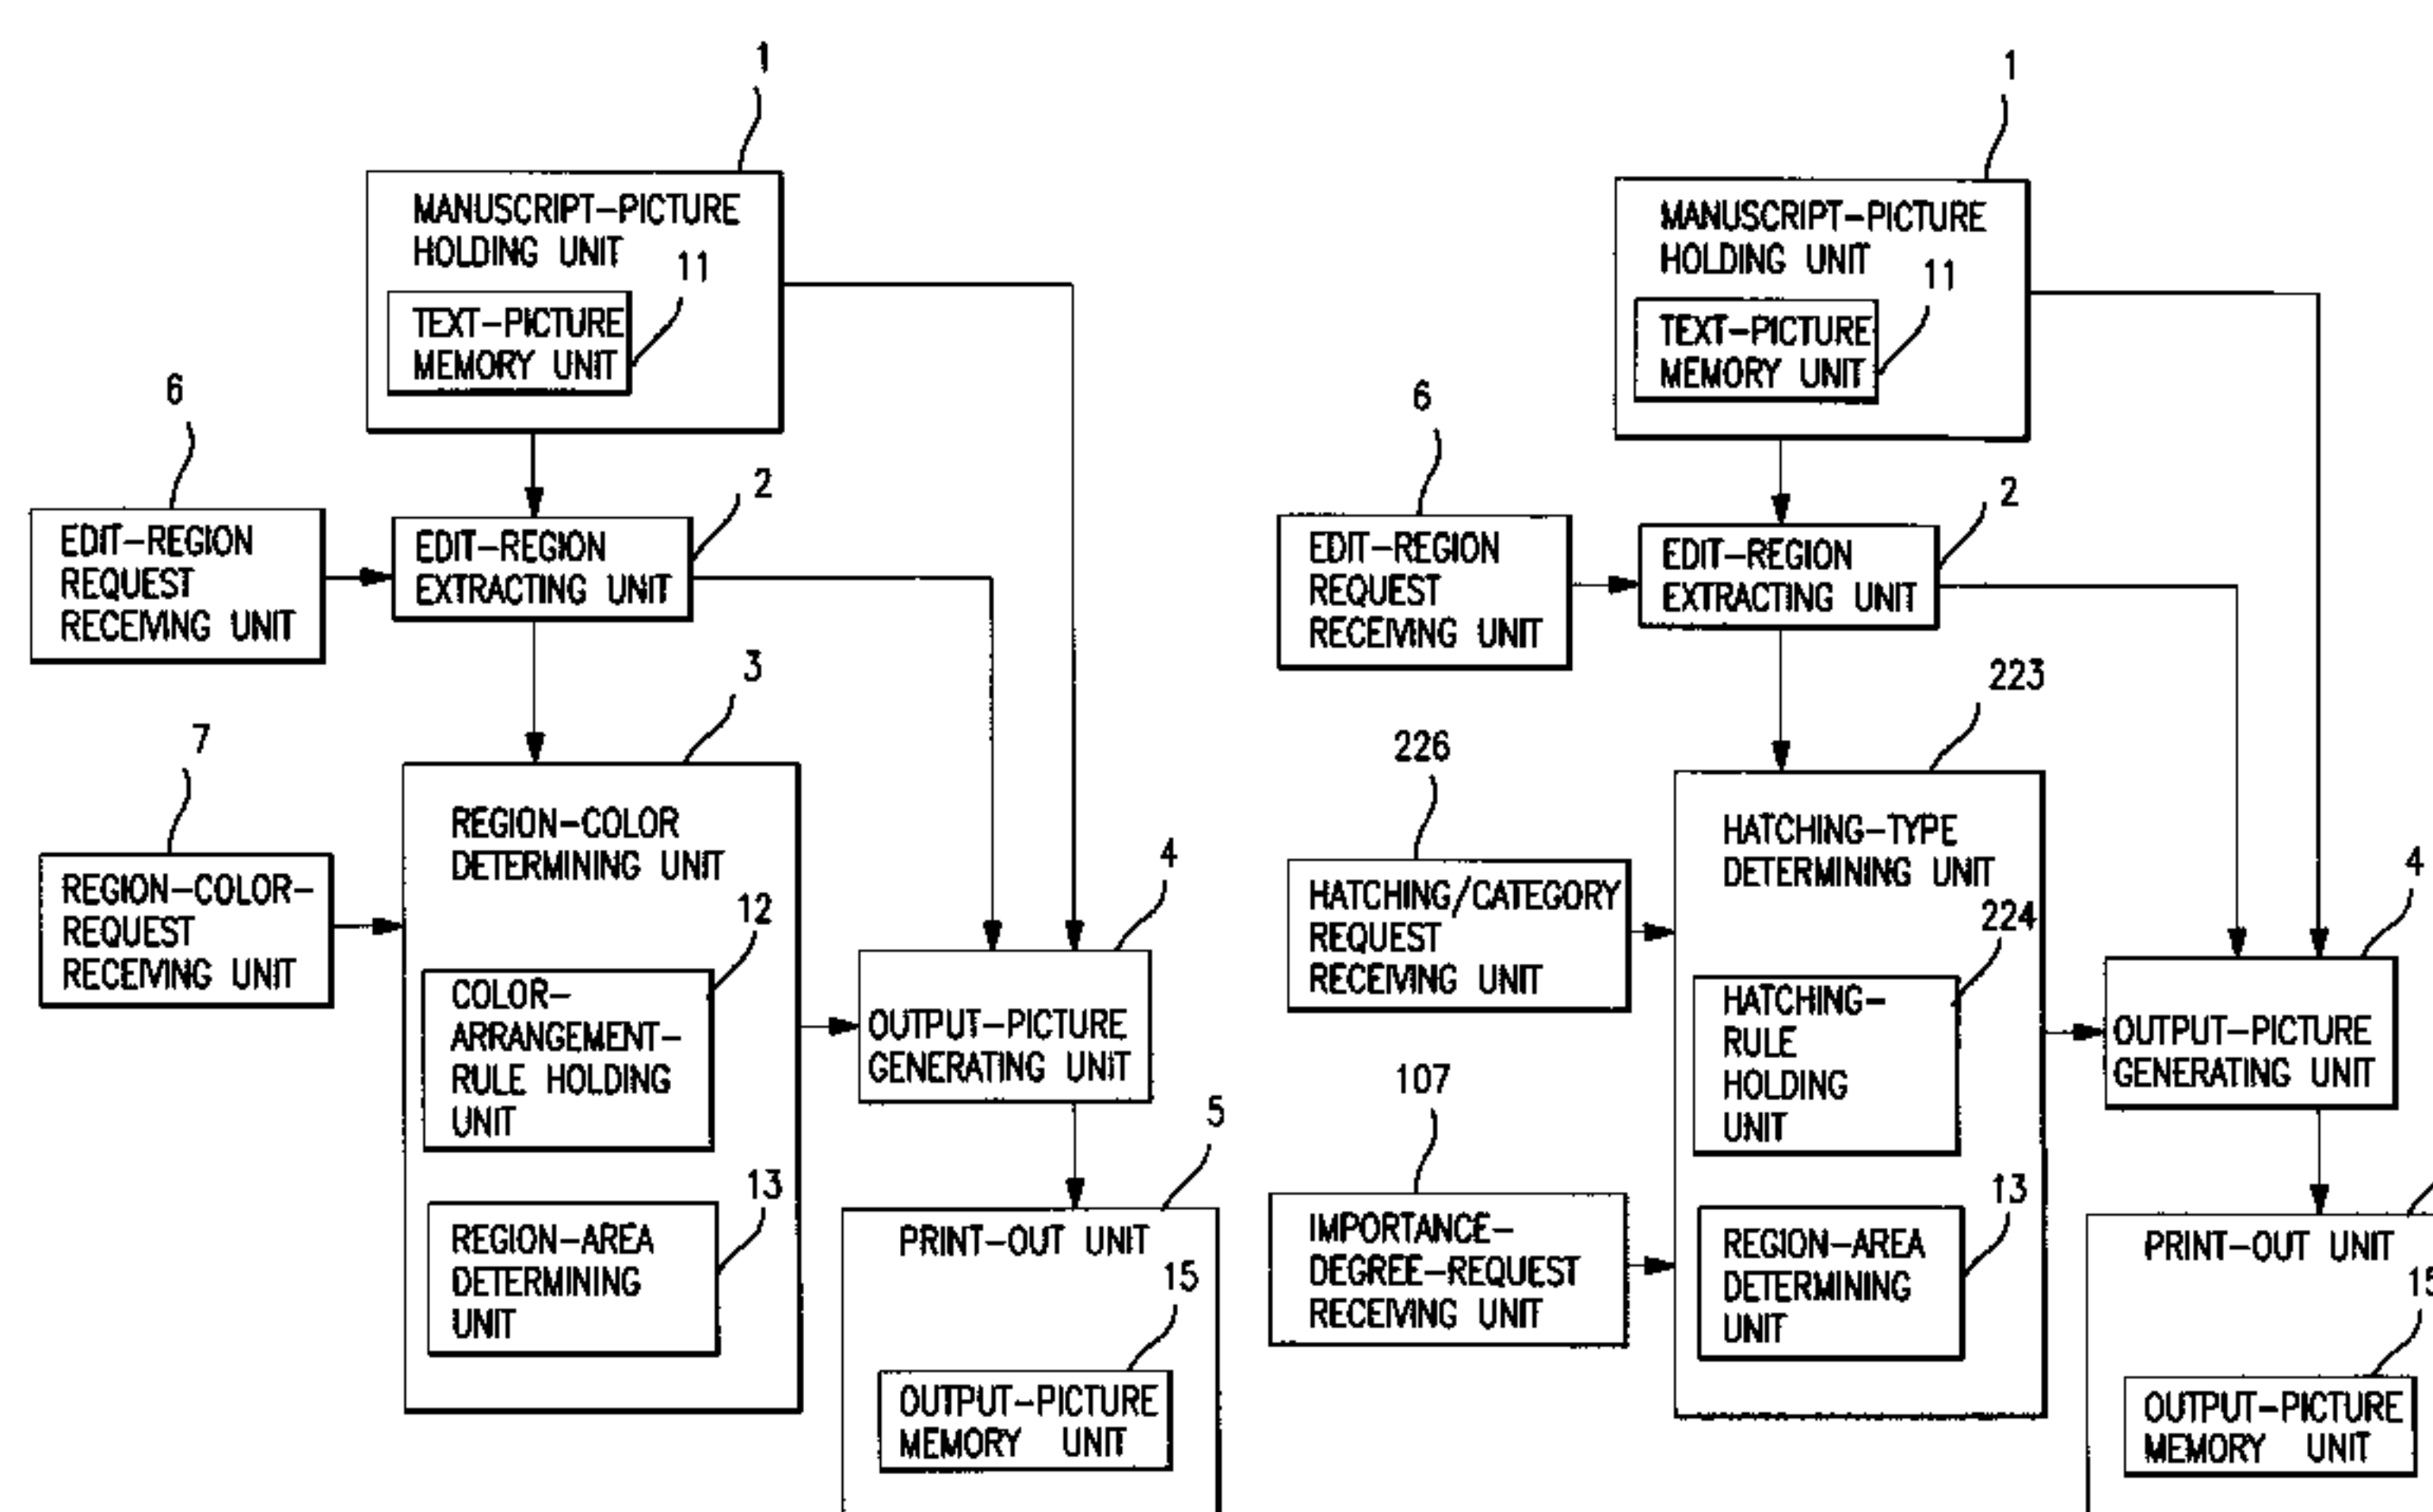 1
MANUSCRIPT-PICTURE
HOLDING UNIT
11
TEXT-PICTURE
MEMORY UNIT
6
EDIT-REGION
REQUEST
RECEIVING UNIT
2
EDIT-REGION
EXTRACTING UNIT
3
7
REGION-COLOR-
REQUEST
RECEIVING UNIT
REGION-COLOR
DETERMINING UNIT
12
COLOR-
ARRANGEMENT-
RULE HOLDING
UNIT
13
REGION-AREA
DETERMINING
UNIT
4
OUTPUT-PICTURE
GENERATING UNIT
5
PRINT-OUT UNIT
15
OUTPUT-PICTURE
MEMORY UNIT
1
MANUSCRIPT-PICTURE
HOLDING UNIT
11
TEXT-PICTURE
MEMORY UNIT
6
EDIT-REGION
REQUEST
RECEIVING UNIT
2
EDIT-REGION
EXTRACTING UNIT
223
226
HATCHING/CATEGORY
REQUEST
RECEIVING UNIT
HATCHING-TYPE
DETERMINING UNIT
224
HATCHING-
RULE
HOLDING
UNIT
107
IMPORTANCE-
DEGREE-REQUEST
RECEIVING UNIT
13
REGION-AREA
DETERMINING
UNIT
4
OUTPUT-PICTURE
GENERATING UNIT
PRINT-OUT UNIT
15
OUTPUT-PICTURE
MEMORY UNIT